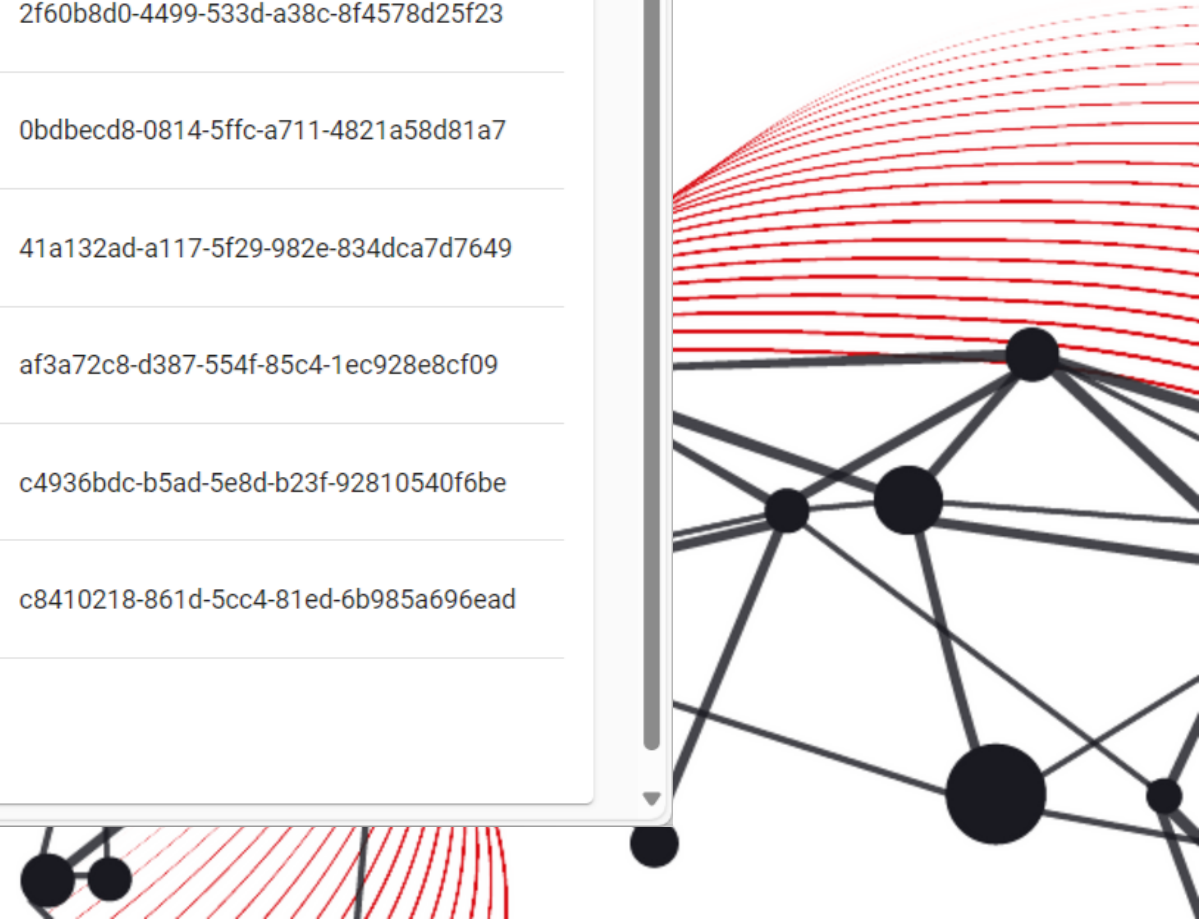 2f60b8d0-4499-533d-a38c-8f4578d25f23
0bdbecd8-0814-5ffc-a711-4821a58d81a7
41a132ad-a117-5f29-982e-834dca7d7649
af3a72c8-d387-554f-85c4-1ec928e8cf09
c4936bdc-b5ad-5e8d-b23f-92810540f6be
c8410218-861d-5cc4-81ed-6b985a696ead